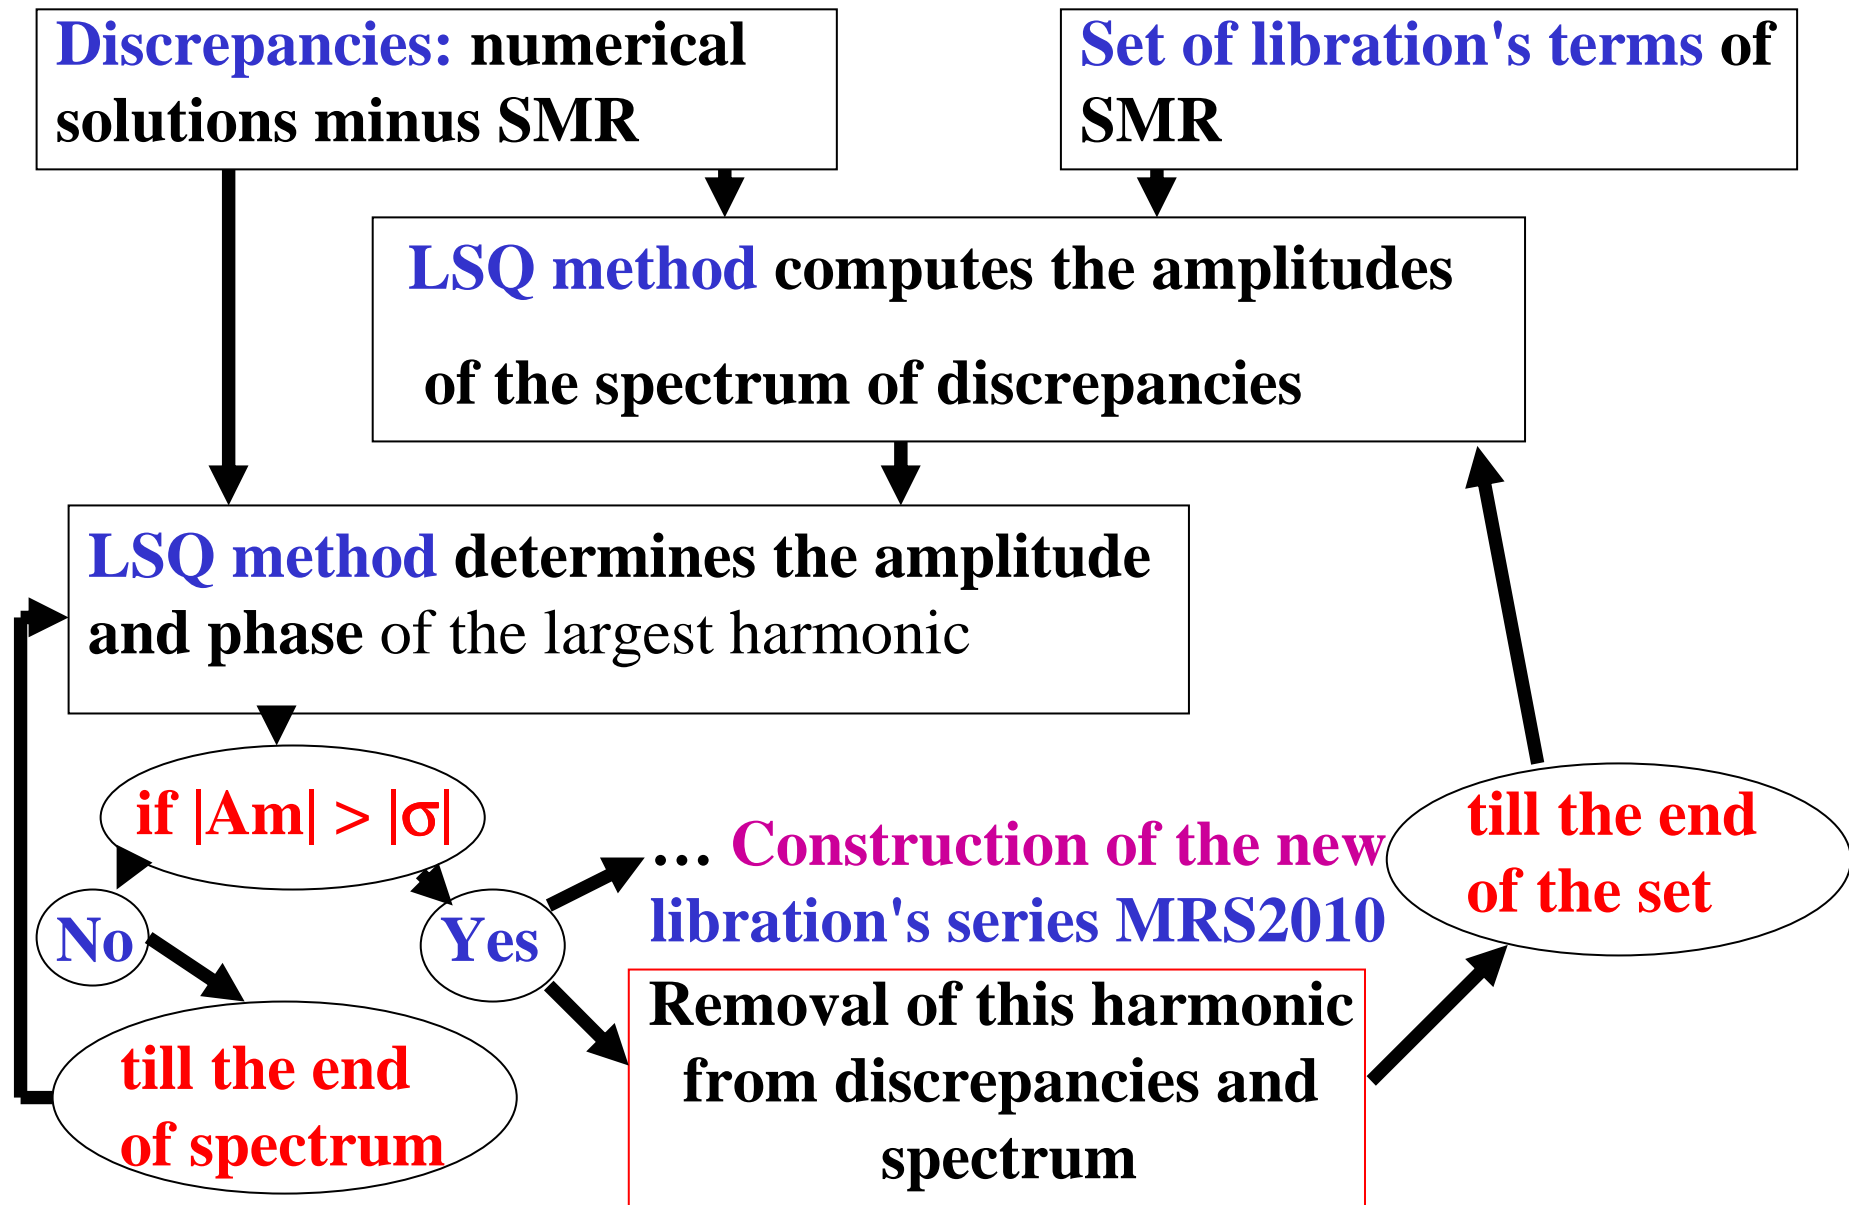 Discrepancies: numerical
solutions minus SMR
Set of libration's terms of
SMR
LSQ method computes the amplitudes
of the spectrum of discrepancies
LSQ method determines the amplitude
and phase of the largest harmonic
if |Am| > |σ|
No
Yes
… Construction of the new
libration's series MRS2010
till the end
of the set
Removal of this harmonic
from discrepancies and
spectrum
till the end
of spectrum